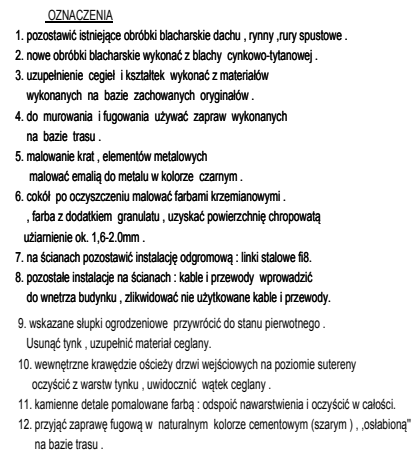 OZNACZENIA
1. pozostawić istniejące obróbki blacharskie dachu , rynny ,rury spustowe .
2. nowe obróbki blacharskie wykonać z blachy cynkowo-tytanowej .
3. uzupełnienie cegieł i kształtek wykonać z materiałów
wykonanych na bazie zachowanych oryginałów .
4. do murowania i fugowania używać zapraw wykonanych
na bazie trasu .
5. malowanie krat , elementów metalowych
malować emalią do metalu w kolorze czarnym .
6. cokół po oczyszczeniu malować farbami krzemianowymi .
, farba z dodatkiem granulatu , uzyskać powierzchnię chropowatą
uziarnienie ok. 1,6-2.0mm .
7. na ścianach pozostawić instalację odgromową : linki stalowe fi8.
8. pozostałe instalacje na ścianach : kable i przewody wprowadzić
do wnetrza budynku , zlikwidować nie użytkowane kable i przewody.
9. wskazane słupki ogrodzeniowe przywrócić do stanu pierwotnego .
Usunąć tynk , uzupełnić materiał ceglany.
10. wewnętrzne krawędzie ościeży drzwi wejściowych na poziomie sutereny
oczyścić z warstw tynku , uwidocznić wątek ceglany .
11. kamienne detale pomalowane farbą : odspoić nawarstwienia i oczyścić w całości.
12. przyjąć zaprawę fugową w naturalnym kolorze cementowym (szarym ) , ,osłabioną"
na bazie trasu .